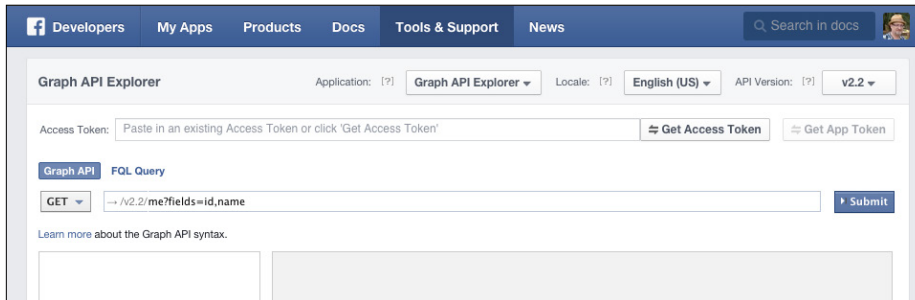 Developers My Apps Products Docs Tools & Support News Search in docs
Graph API Explorer Application: [?] Graph API Explorer Locale: [?] English (US) API Version: [?] v2.2
Access Token: Paste in an existing Access Token or click 'Get Access Token' Get Access Token Get App Token
Graph API FQL Query
GET → /v2.2/me?fields=id,name Submit
Learn more about the Graph API syntax.